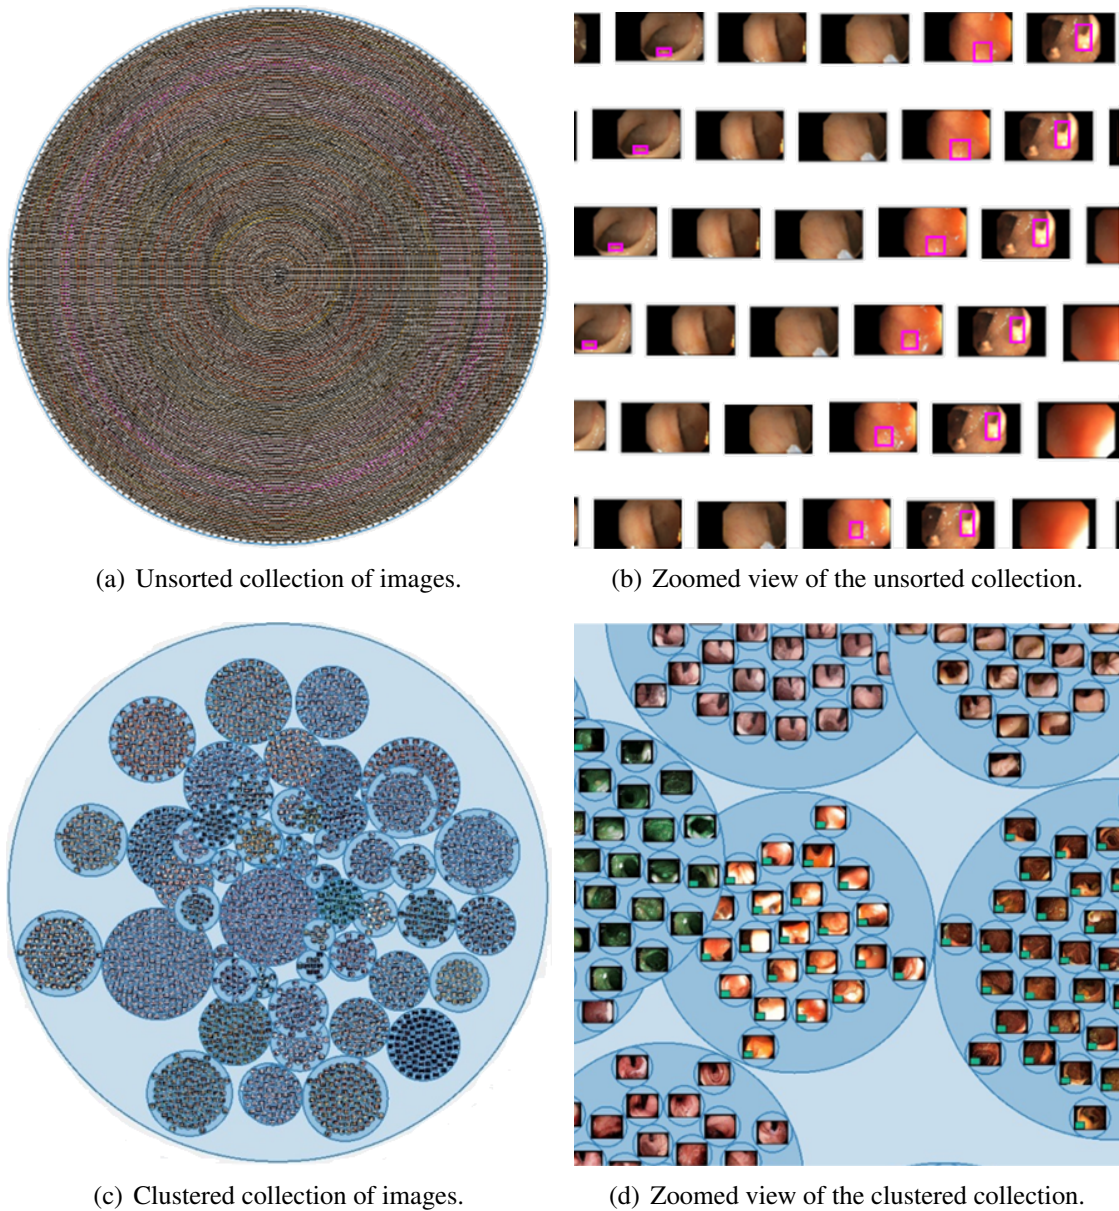 (a) Unsorted collection of images.
(b) Zoomed view of the unsorted collection.
(c) Clustered collection of images.
(d) Zoomed view of the clustered collection.